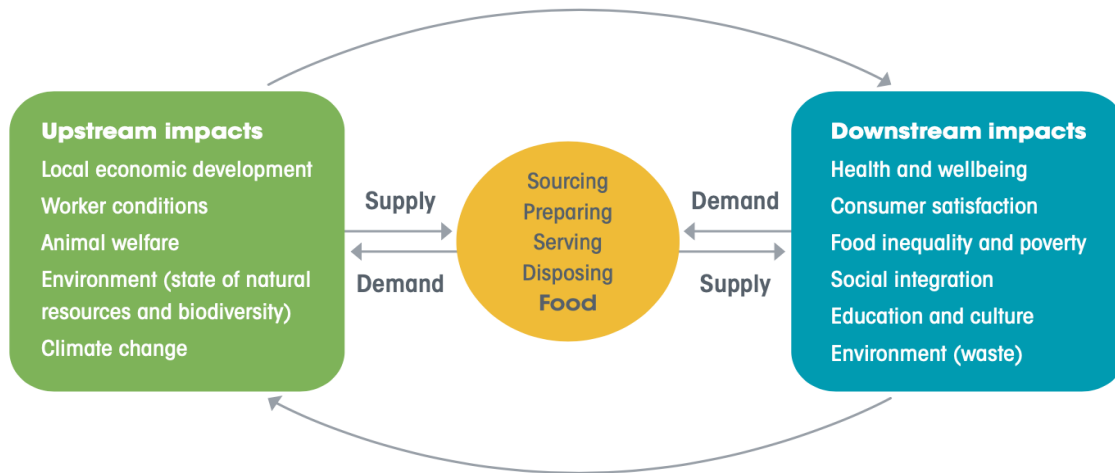 Upstream impacts
Local economic development
Worker conditions
Animal welfare
Environment (state of natural
resources and biodiversity)
Climate change
Supply
Demand
Sourcing
Preparing
Serving
Disposing
Food
Demand
Supply
Downstream impacts
Health and wellbeing
Consumer satisfaction
Food inequality and poverty
Social integration
Education and culture
Environment (waste)